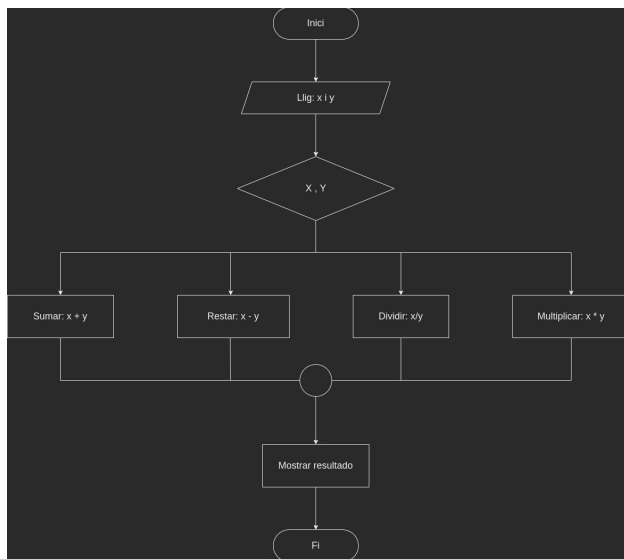 Inici
Llig: x i y
X , Y
Sumar: x + y
Restar: x - y
Dividir: x/y
Multiplicar: x * y
Mostrar resultado
Fi